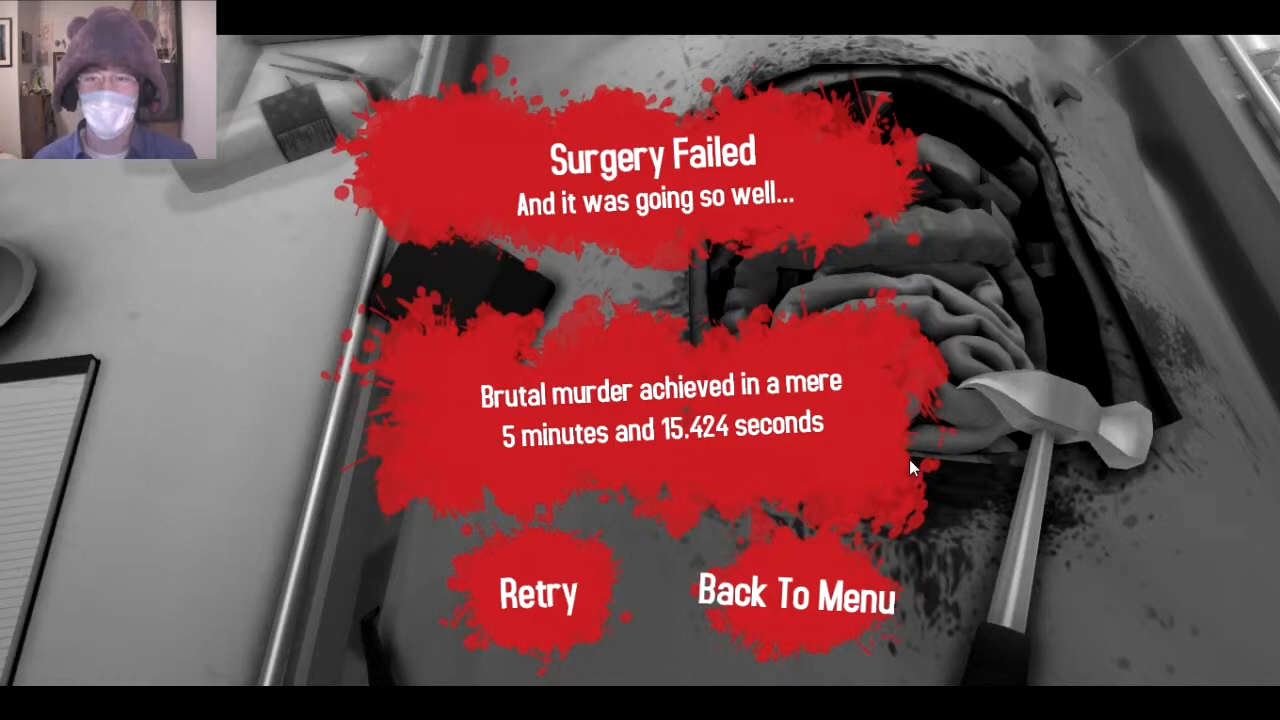 Surgery Failed
And it was going so well...
Brutal murder achieved in a mere
5 minutes and 15.424 seconds
Retry
Back To Menu